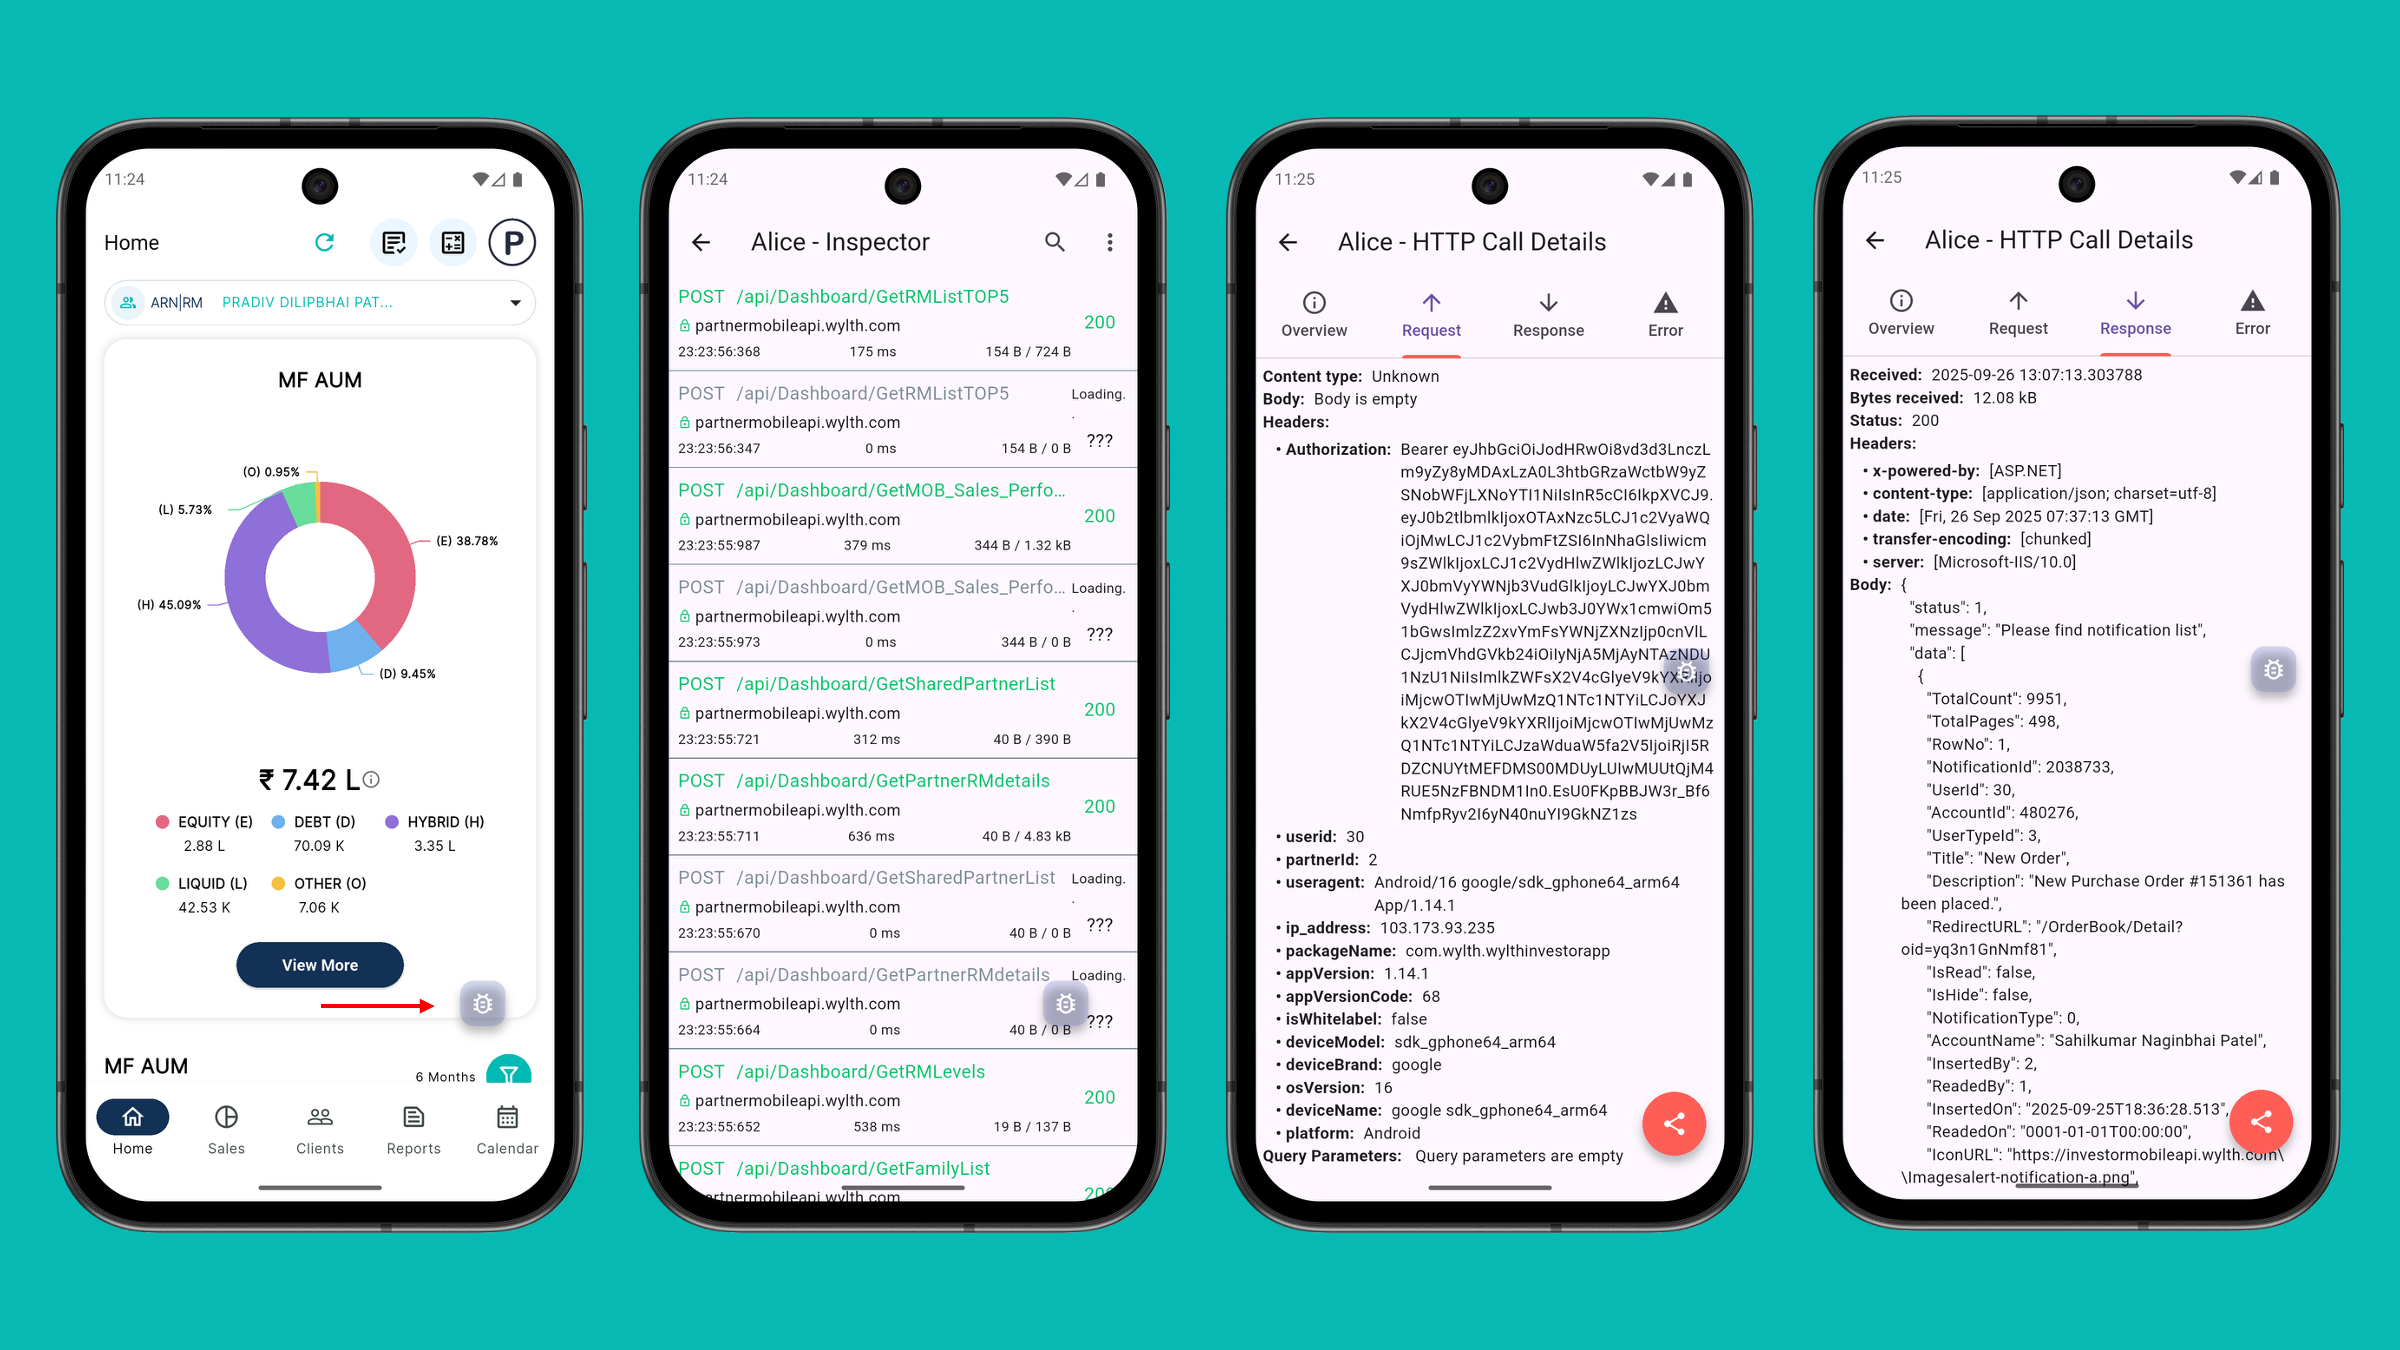 11:24
Home
P
ARN|RM PRADIV DILIPBHAI PAT...
MF AUM
(O) 0.95%
(L) 5.73%
(E) 38.78%
(H) 45.09%
(D) 9.45%
₹ 7.42 L
EQUITY (E) DEBT (D) HYBRID (H)
2.88 L 70.09 K 3.35 L
LIQUID (L) OTHER (O)
42.53 K 7.06 K
View More
MF AUM
6 Months
Home Sales Clients Reports Calendar
11:24
Alice - Inspector
POST /api/Dashboard/GetRMListTOP5
partnermobileapi.wylth.com 200
23:23:56:368 175 ms 154 B / 724 B
POST /api/Dashboard/GetRMListTOP5 Loading.
partnermobileapi.wylth.com .
23:23:56:347 0 ms 154 B / 0 B ???
POST /api/Dashboard/GetMOB_Sales_Perfo...
partnermobileapi.wylth.com 200
23:23:55:987 379 ms 344 B / 1.32 kB
POST /api/Dashboard/GetMOB_Sales_Perfo... Loading.
partnermobileapi.wylth.com .
23:23:55:973 0 ms 344 B / 0 B ???
POST /api/Dashboard/GetSharedPartnerList
partnermobileapi.wylth.com 200
23:23:55:721 312 ms 40 B / 390 B
POST /api/Dashboard/GetPartnerRMdetails
partnermobileapi.wylth.com 200
23:23:55:711 636 ms 40 B / 4.83 kB
POST /api/Dashboard/GetSharedPartnerList Loading.
partnermobileapi.wylth.com .
23:23:55:670 0 ms 40 B / 0 B ???
POST /api/Dashboard/GetPartnerRMdetails Loading.
partnermobileapi.wylth.com
23:23:55:664 0 ms 40 B / 0 B ???
POST /api/Dashboard/GetRMLevels
partnermobileapi.wylth.com 200
23:23:55:652 538 ms 19 B / 137 B
POST /api/Dashboard/GetFamilyList
partnermobileapi.wylth.com 200
11:25
Alice - HTTP Call Details
Overview Request Response Error
Content type: Unknown
Body: Body is empty
Headers:
• Authorization: Bearer eyJhbGciOiJodHRwOi8vd3d3LnczL
m9yZy8yMDAxLzA0L3htbGRzaWctbW9yZ
SNobWFjLXNoYTI1NiIsInR5cCI6IkpXVCJ9.
eyJ0b2tlbmlkIjoxOTAxNzc5LCJ1c2VyaWQ
iOjMwLCJ1c2VybmFtZSI6InNhaGlsIiwicm
9sZWlkIjoxLCJ1c2VydHlwZWlkIjozLCJwY
XJ0bmVyYWNjb3VudGlkIjoyLCJwYXJ0bm
VydHlwZWlkIjoxLCJwb3J0YWx1cmwiOm5
1bGwsImlzZ2xvYmFsYWNjZXNzIjp0cnVlL
CJjcmVhdGVkb24iOiIyNjA5MjAyNTAzNDU
1NzU1NiIsImlkZWFsX2V4cGlyeV9kYX
iMjcwOTIwMjUwMzQ1NTc1NTYiLCJoYXJ
kX2V4cGlyeV9kYXRlIjoiMjcwOTIwMjUwMz
Q1NTc1NTYiLCJzaWduaW5fa2V5IjoiRjI5R
DZCNUYtMEFDMS00MDUyLUIwMUUtQjM4
RUE5NzFBNDM1In0.EsU0FKpBBJW3r_Bf6
NmfpRyv2I6yN40nuYI9GkNZ1zs
• userid: 30
• partnerId: 2
• useragent: Android/16 google/sdk_gphone64_arm64
App/1.14.1
• ip_address: 103.173.93.235
• packageName: com.wylth.wylthinvestorapp
• appVersion: 1.14.1
• appVersionCode: 68
• isWhitelabel: false
• deviceModel: sdk_gphone64_arm64
• deviceBrand: google
• osVersion: 16
• deviceName: google sdk_gphone64_arm64
• platform: Android
Query Parameters: Query parameters are empty
11:25
Alice - HTTP Call Details
Overview Request Response Error
Received: 2025-09-26 13:07:13.303788
Bytes received: 12.08 kB
Status: 200
Headers:
• x-powered-by: [ASP.NET]
• content-type: [application/json; charset=utf-8]
• date: [Fri, 26 Sep 2025 07:37:13 GMT]
• transfer-encoding: [chunked]
• server: [Microsoft-IIS/10.0]
Body: {
"status": 1,
"message": "Please find notification list",
"data": [
{
"TotalCount": 9951,
"TotalPages": 498,
"RowNo": 1,
"NotificationId": 2038733,
"UserId": 30,
"AccountId": 480276,
"UserTypeId": 3,
"Title": "New Order",
"Description": "New Purchase Order #151361 has
been placed.",
"RedirectURL": "/OrderBook/Detail?
oid=yq3n1GnNmf81",
"IsRead": false,
"IsHide": false,
"NotificationType": 0,
"AccountName": "Sahilkumar Naginbhai Patel",
"InsertedBy": 2,
"ReadedBy": 1,
"InsertedOn": "2025-09-25T18:36:28.513",
"ReadedOn": "0001-01-01T00:00:00",
"IconURL": "https://investormobileapi.wylth.com\
\Imagesalert-notification-a.png",